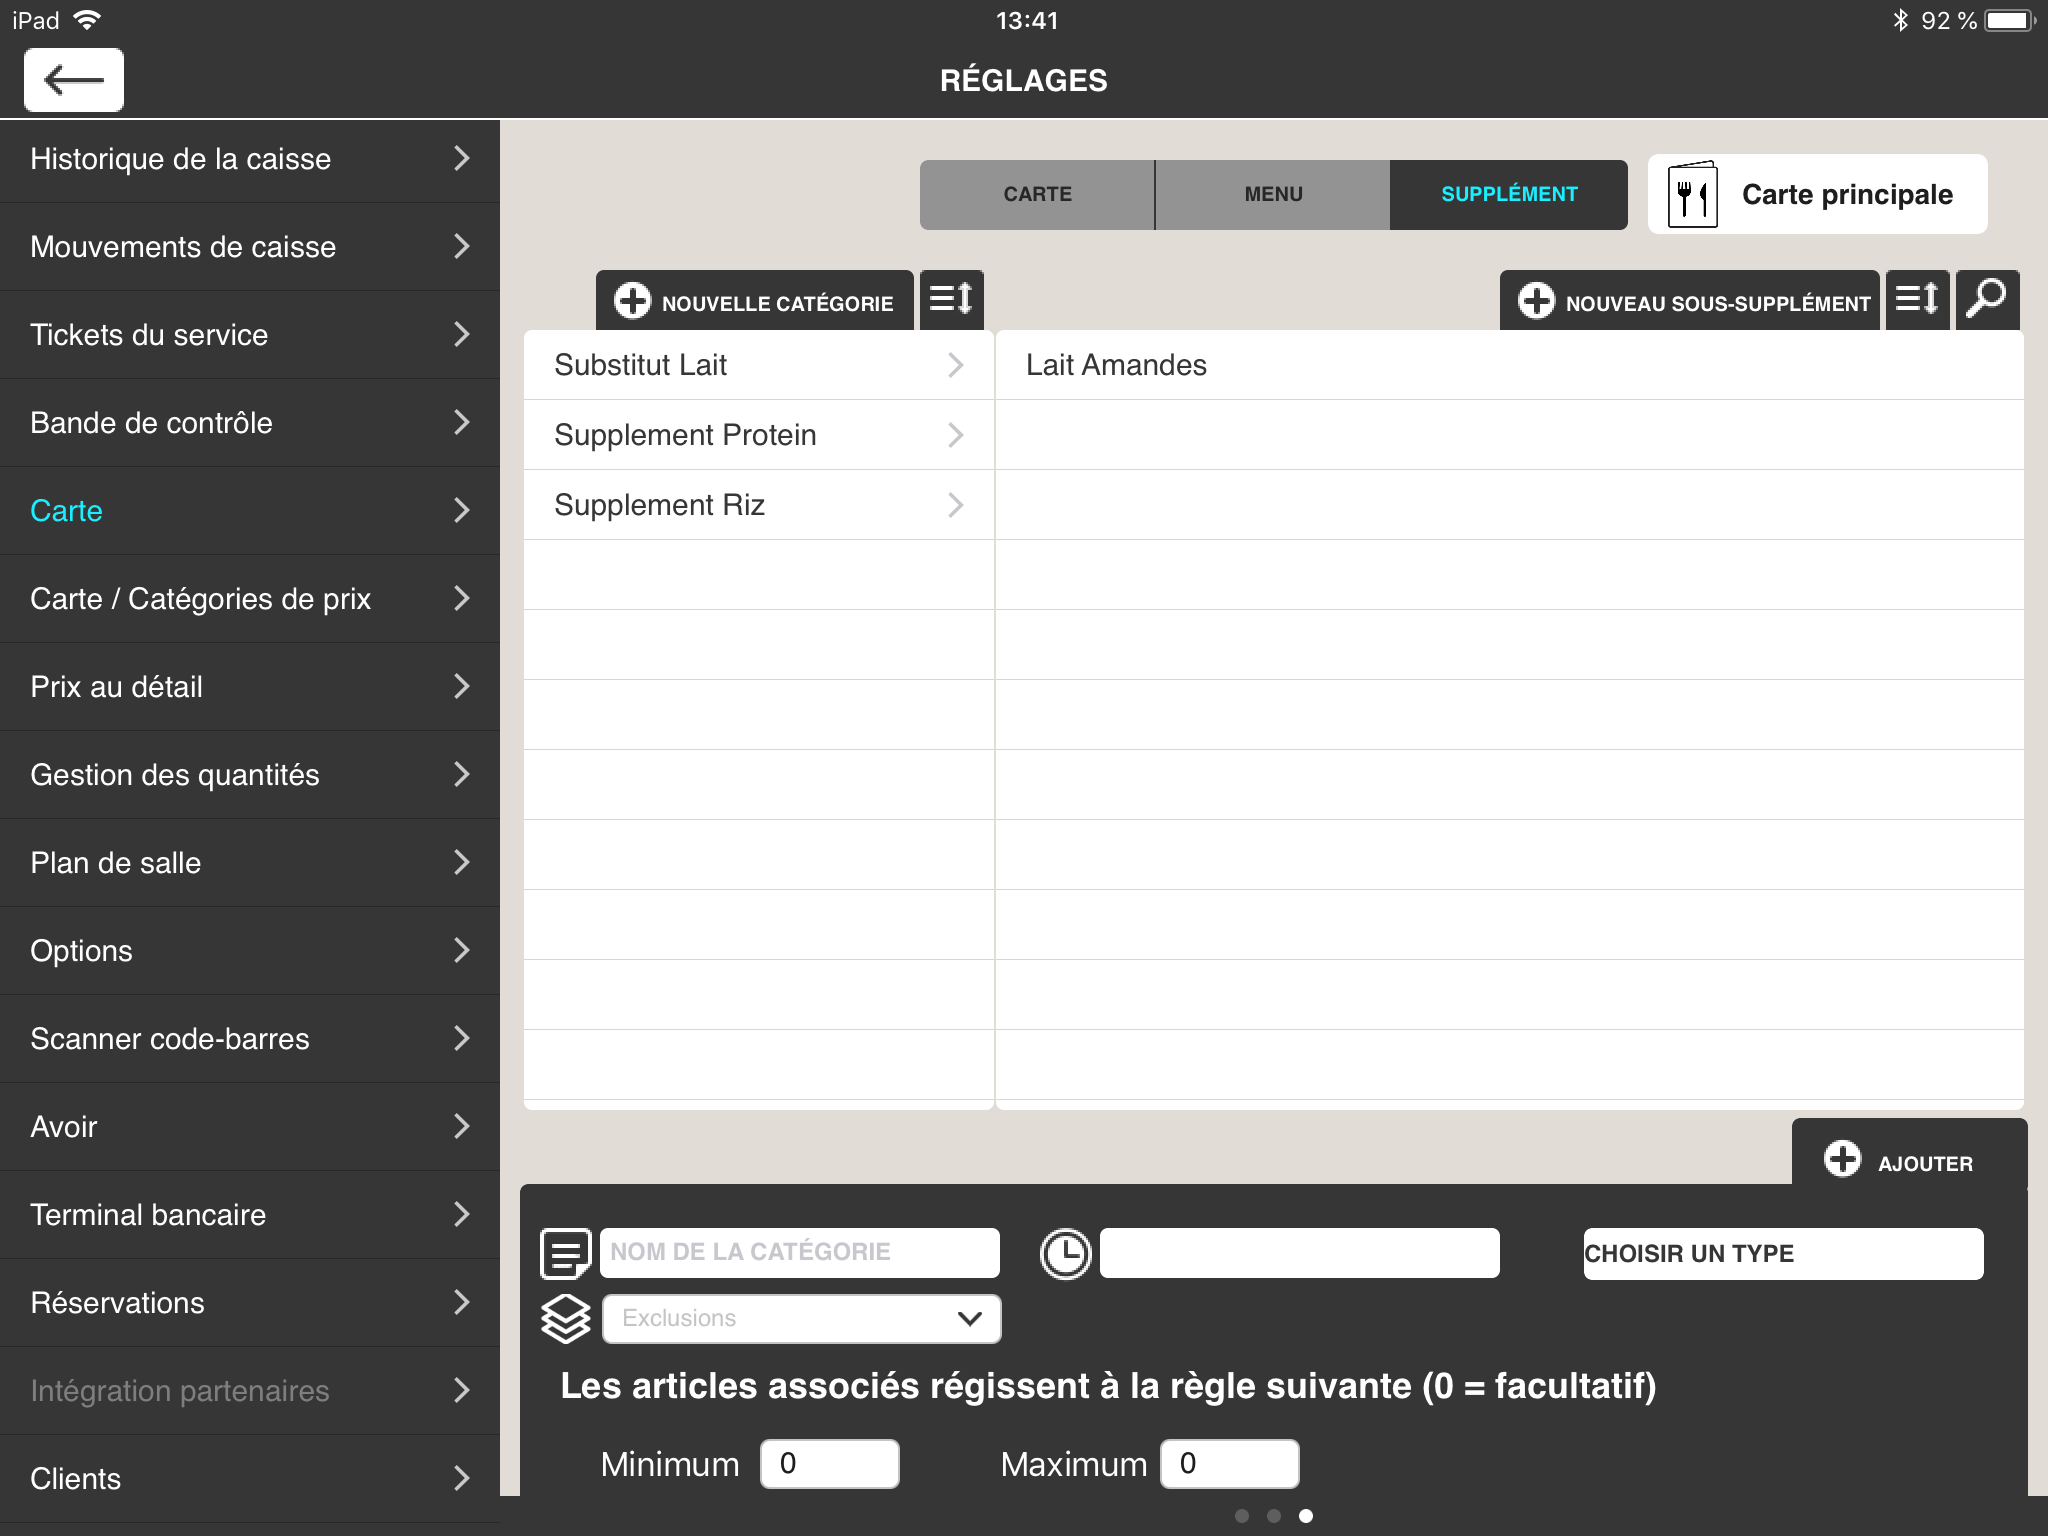 iPad 13:41 92 %
RÉGLAGES
Historique de la caisse
Mouvements de caisse
Tickets du service
Bande de contrôle
Carte
Carte / Catégories de prix
Prix au détail
Gestion des quantités
Plan de salle
Options
Scanner code-barres
Avoir
Terminal bancaire
Réservations
Intégration partenaires
Clients
CARTE MENU SUPPLÉMENT Carte principale
NOUVELLE CATÉGORIE NOUVEAU SOUS-SUPPLÉMENT
Substitut Lait Lait Amandes
Supplement Protein
Supplement Riz
AJOUTER
NOM DE LA CATÉGORIE CHOISIR UN TYPE
Exclusions
Les articles associés régissent à la règle suivante (0 = facultatif)
Minimum 0 Maximum 0